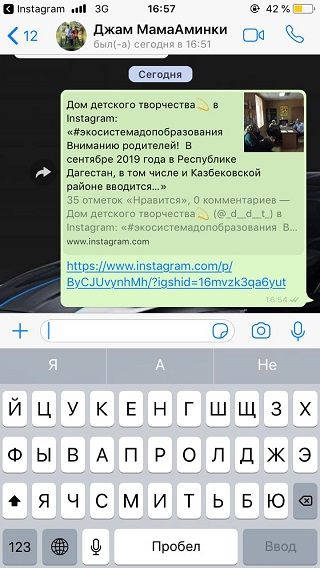 Instagram 3G 16:57 42 %
12 Джам МамаАминки
был(-а) сегодня в 16:51
Сегодня
Дом детского творчества💫 в
Instagram:
«#экосистемадопобразования
Вниманию родителей!  В
сентябре 2019 года в Республике
Дагестан, в том числе и Казбековской
районе вводится...»
35 отметок «Нравится», 0 комментариев —
Дом детского творчества💫 (@_d__d__t_) в
Instagram: «#экосистемадопобразования  В...
www.instagram.com
https://www.instagram.com/p/
ByCJUvynhMh/?igshid=16mvzk3qa6yut
16:54
Я А Не
Й Ц У К Е Н Г Ш Щ З Х
Ф Ы В А П Р О Л Д Ж Э
Я Ч С М И Т Ь Б Ю
123 Пробел Ввод